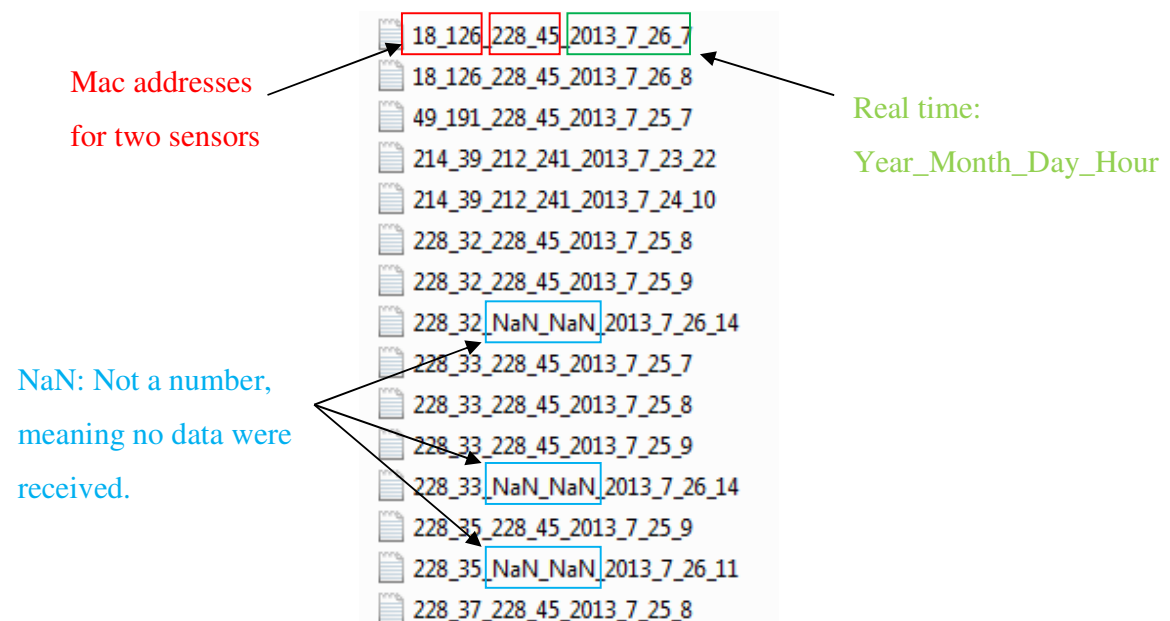 18_126_228_45_2013_7_26_7
18_126_228_45_2013_7_26_8
49_191_228_45_2013_7_25_7
214_39_212_241_2013_7_23_22
214_39_212_241_2013_7_24_10
228_32_228_45_2013_7_25_8
228_32_228_45_2013_7_25_9
228_32_NaN_NaN_2013_7_26_14
228_33_228_45_2013_7_25_7
228_33_228_45_2013_7_25_8
228_33_228_45_2013_7_25_9
228_33_NaN_NaN_2013_7_26_14
228_35_228_45_2013_7_25_9
228_35_NaN_NaN_2013_7_26_11
228_37_228_45_2013_7_25_8
Mac addresses
for two sensors
Real time:
Year_Month_Day_Hour
NaN: Not a number,
meaning no data were
received.